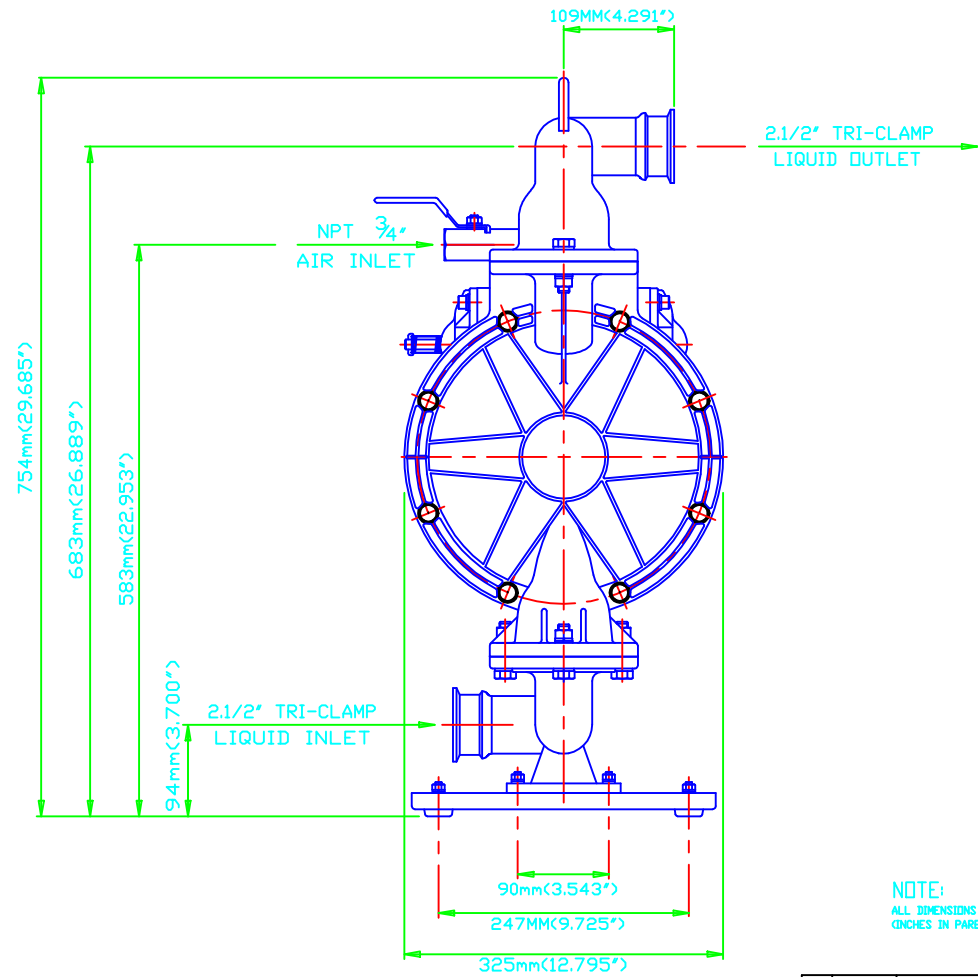 109MM(4.291")
2.1/2" TRI-CLAMP
LIQUID OUTLET
NPT 3/4"
AIR INLET
754mm(29.685")
683mm(26.889")
583mm(22.953")
94mm(3.700")
2.1/2" TRI-CLAMP
LIQUID INLET
90mm(3.543")
247MM(9.725")
325mm(12.795")
NOTE:
ALL DIMENSIONS
(INCHES IN PARE